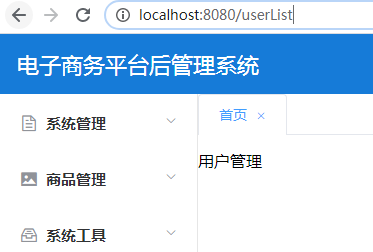 localhost:8080/userList
电子商务平台后管理系统
系统管理
首页
用户管理
商品管理
系统工具